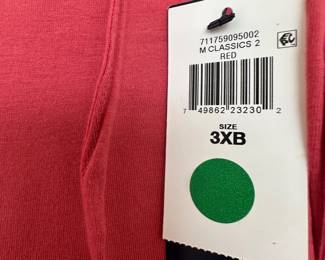 711759095002
M CLASSICS 2
RED
7 49862 23230 2
SIZE
3XB